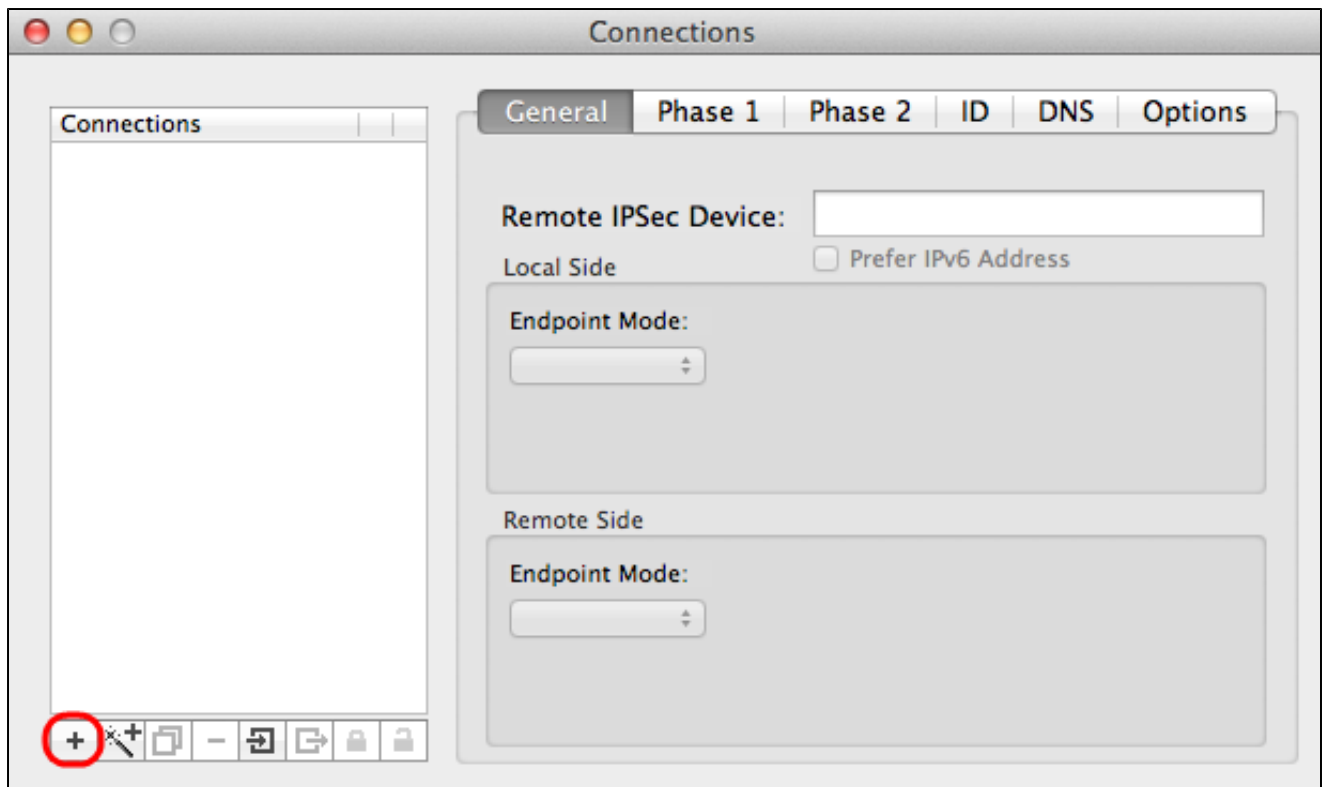 Connections
Connections
General Phase 1 Phase 2 ID DNS Options
Remote IPSec Device:
Prefer IPv6 Address
Local Side
Endpoint Mode:
Remote Side
Endpoint Mode: